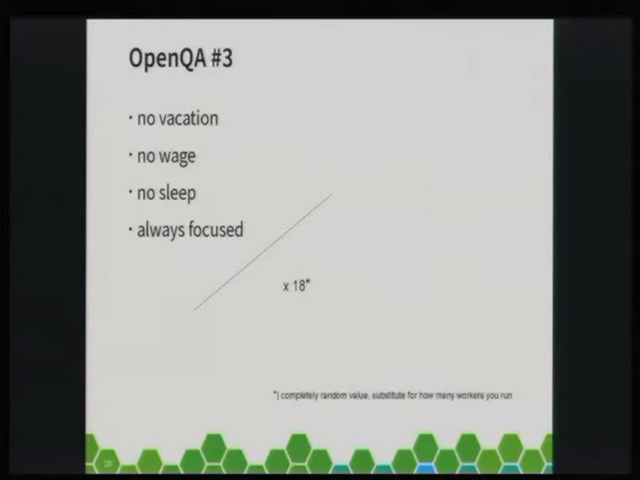 OpenQA #3
· no vacation
· no wage
· no sleep
· always focused
x 18*
*) completely random value, substitute for how many workers you run